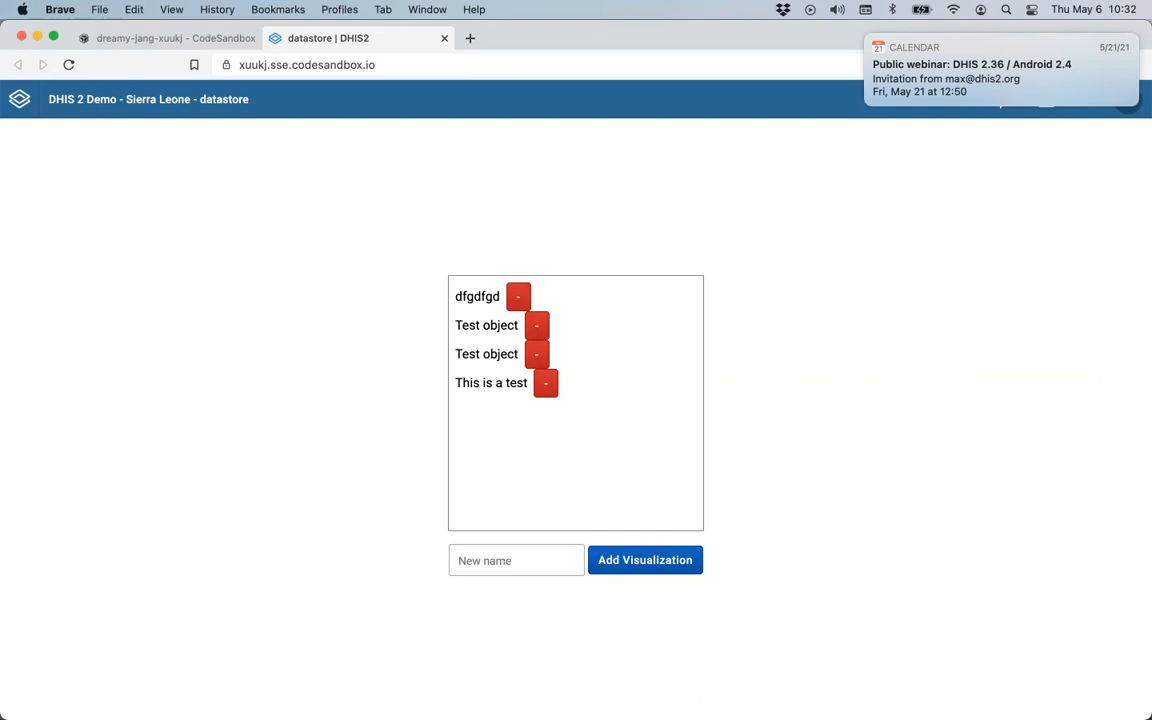 Brave File Edit View History Bookmarks Profiles Tab Window Help Thu May 6 10:32
dreamy-jang-xuukj - CodeSandbox datastore | DHIS2
xuukj.sse.codesandbox.io
CALENDAR 5/21/21
Public webinar: DHIS 2.36 / Android 2.4
Invitation from max@dhis2.org
Fri, May 21 at 12:50
DHIS 2 Demo - Sierra Leone - datastore
dfgdfgd -
Test object -
Test object -
This is a test -
New name Add Visualization